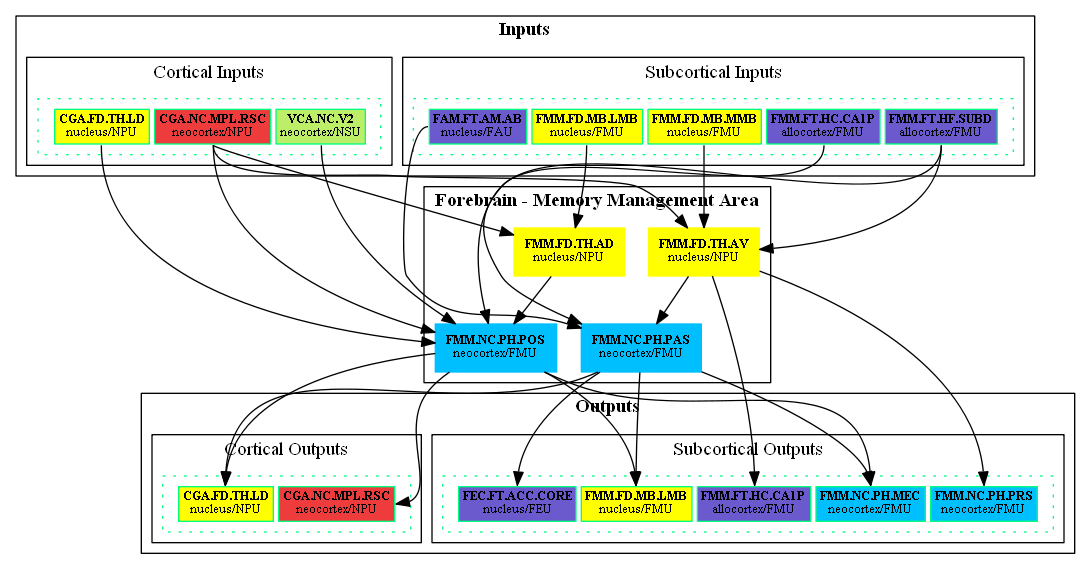 Inputs
Cortical Inputs
Subcortical Inputs
CGA.FD.TH.LD
nucleus/NPU
CGA.NC.MPL.RSC
neocortex/NPU
VCA.NC.V2
neocortex/NSU
FAM.FT.AM.AB
nucleus/FAU
FMM.FD.MB.LMB
nucleus/FMU
FMM.FD.MB.MMB
nucleus/FMU
FMM.FT.HC.CA1P
allocortex/FMU
FMM.FT.HF.SUBD
allocortex/FMU
Forebrain - Memory Management Area
FMM.FD.TH.AD
nucleus/NPU
FMM.FD.TH.AV
nucleus/NPU
FMM.NC.PH.POS
neocortex/FMU
FMM.NC.PH.PAS
neocortex/FMU
Outputs
Cortical Outputs
Subcortical Outputs
CGA.FD.TH.LD
nucleus/NPU
CGA.NC.MPL.RSC
neocortex/NPU
FEC.FT.ACC.CORE
nucleus/FEU
FMM.FD.MB.LMB
nucleus/FMU
FMM.FT.HC.CA1P
allocortex/FMU
FMM.NC.PH.MEC
neocortex/FMU
FMM.NC.PH.PRS
neocortex/FMU